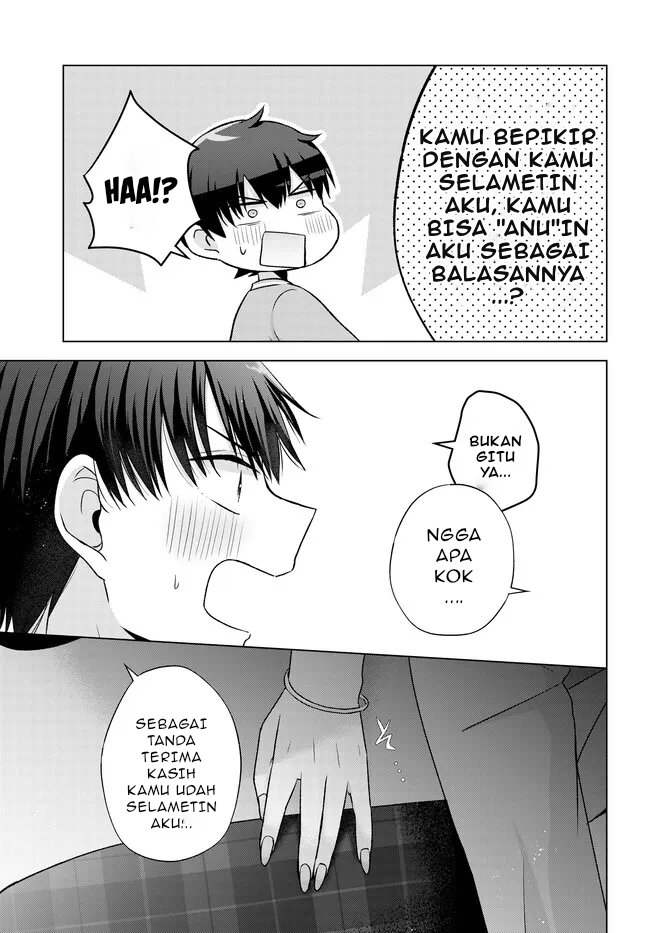 KAMU BEPIKIR
DENGAN KAMU
SELAMETIN
AKU, KAMU
BISA "ANU"IN
AKU SEBAGAI
BALASANNYA
...?
HAA!?
BUKAN
GITU
YA...
NGGA
APA
KOK
....
SEBAGAI
TANDA
TERIMA
KASIH
KAMU UDAH
SELAMETIN
AKU...